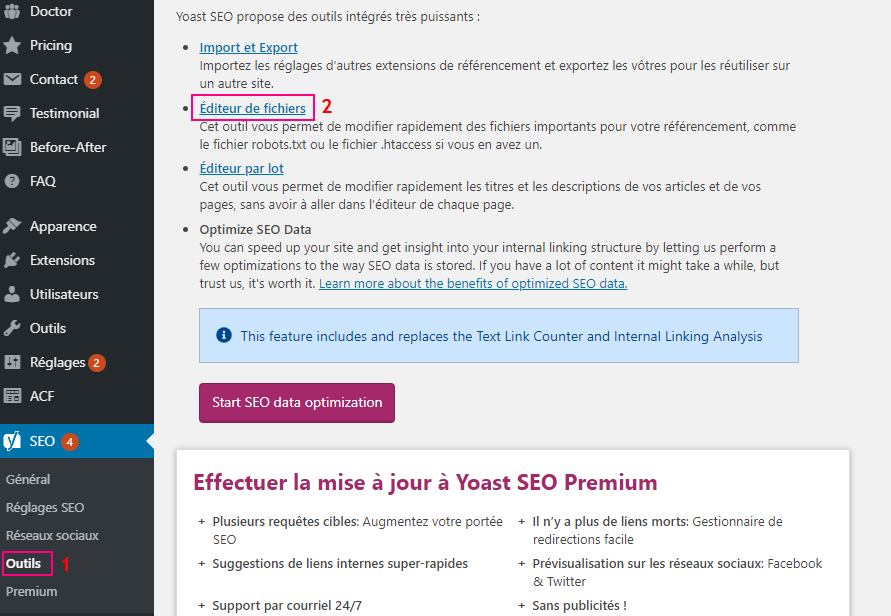 Doctor
Pricing
Contact 2
Testimonial
Before-After
FAQ
Apparence
Extensions
Utilisateurs
Outils
Réglages 2
ACF
SEO 4
Général
Réglages SEO
Réseaux sociaux
Outils 1
Premium
Yoast SEO propose des outils intégrés très puissants :
Import et Export
Importez les réglages d’autres extensions de référencement et exportez les vôtres pour les réutiliser sur
un autre site.
Éditeur de fichiers 2
Cet outil vous permet de modifier rapidement des fichiers importants pour votre référencement, comme
le fichier robots.txt ou le fichier .htaccess si vous en avez un.
Éditeur par lot
Cet outil vous permet de modifier rapidement les titres et les descriptions de vos articles et de vos
pages, sans avoir à aller dans l’éditeur de chaque page.
Optimize SEO Data
You can speed up your site and get insight into your internal linking structure by letting us perform a
few optimizations to the way SEO data is stored. If you have a lot of content it might take a while, but
trust us, it's worth it. Learn more about the benefits of optimized SEO data.
This feature includes and replaces the Text Link Counter and Internal Linking Analysis
Start SEO data optimization
Effectuer la mise à jour à Yoast SEO Premium
+ Plusieurs requêtes cibles: Augmentez votre portée
SEO
+ Suggestions de liens internes super-rapides
+ Support par courriel 24/7
+ Il n’y a plus de liens morts: Gestionnaire de
redirections facile
+ Prévisualisation sur les réseaux sociaux: Facebook
& Twitter
+ Sans publicités !